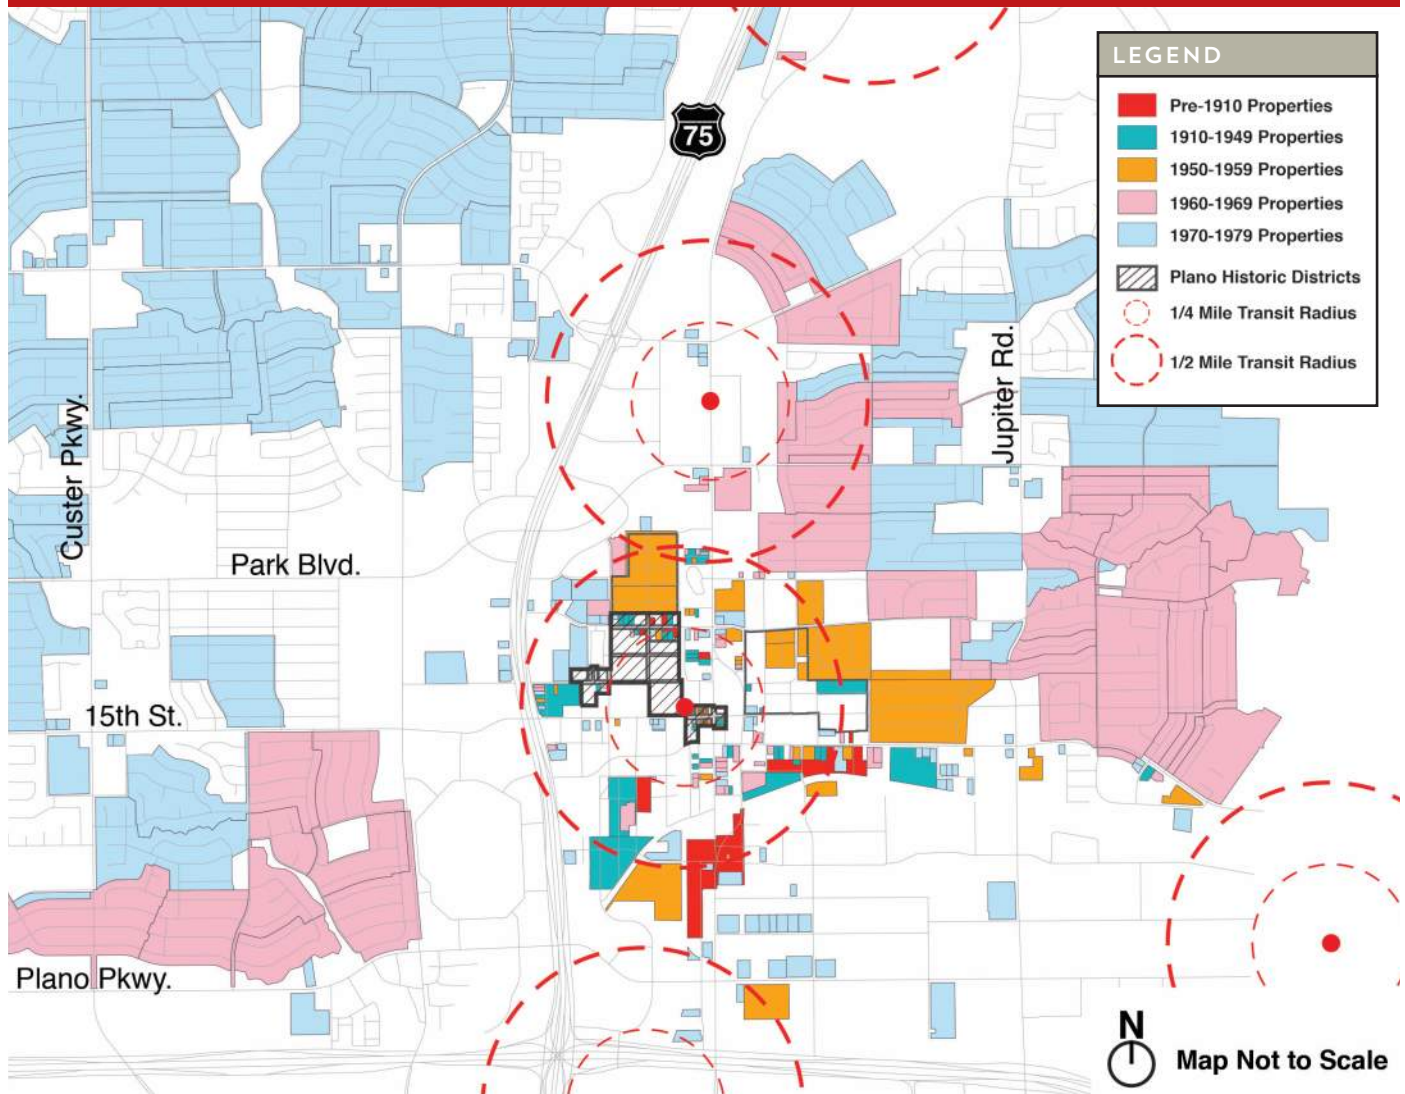 LEGEND
Pre-1910 Properties
1910-1949 Properties
1950-1959 Properties
1960-1969 Properties
1970-1979 Properties
Plano Historic Districts
1/4 Mile Transit Radius
1/2 Mile Transit Radius
75
Jupiter Rd.
Custer Pkwy.
Park Blvd.
15th St.
Plano Pkwy.
N
Map Not to Scale